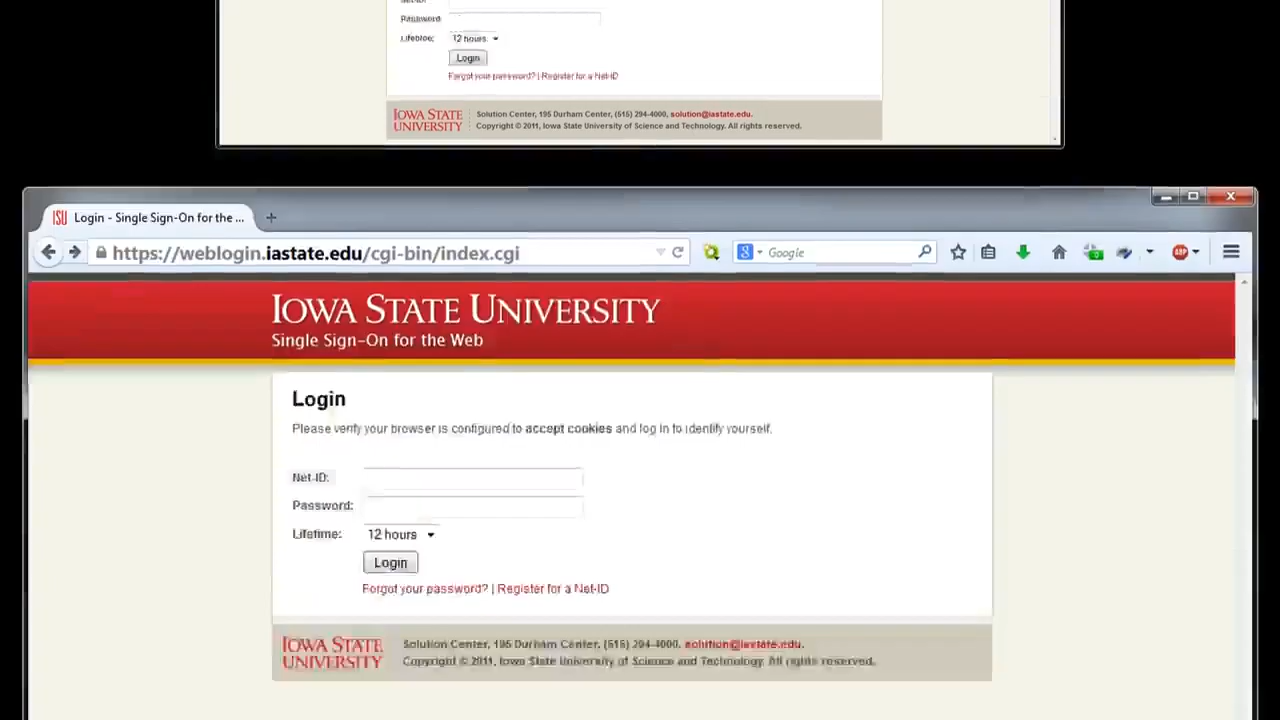 Password
Lifetime: 12 hours
Login
Forgot your password? | Register for a Net-ID
IOWA STATE UNIVERSITY
Solution Center, 195 Durham Center, (515) 294-4000, solution@iastate.edu.
Copyright © 2011, Iowa State University of Science and Technology. All rights reserved.
ISU Login - Single Sign-On for the ...
https://weblogin.iastate.edu/cgi-bin/index.cgi
8 Google
ABP
IOWA STATE UNIVERSITY
Single Sign-On for the Web
Login
Please verify your browser is configured to accept cookies and log in to identify yourself.
Net-ID:
Password:
Lifetime: 12 hours
Login
Forgot your password? | Register for a Net-ID
IOWA STATE UNIVERSITY
Solution Center, 195 Durham Center, (515) 294-4000, solution@iastate.edu.
Copyright © 2011, Iowa State University of Science and Technology. All rights reserved.